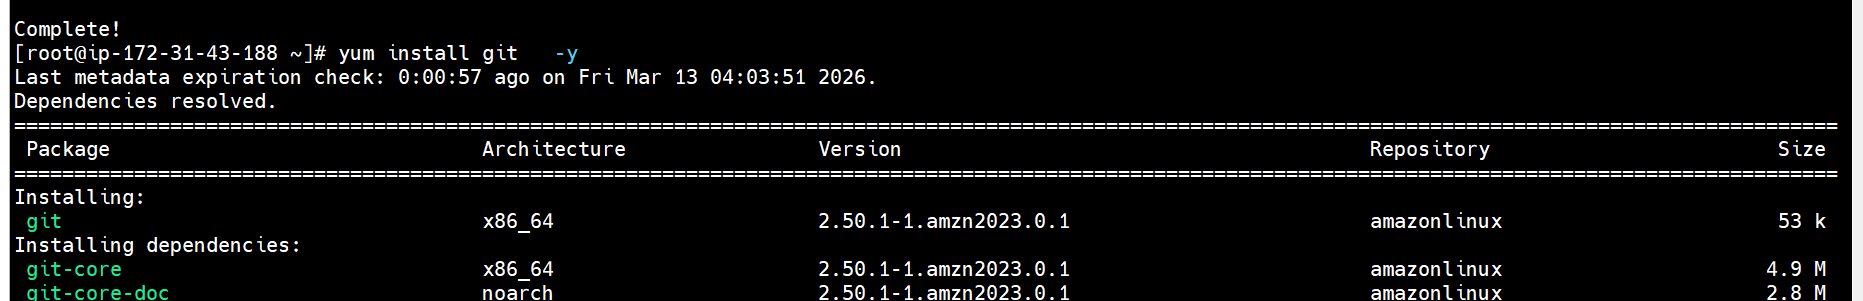 Complete!
[root@ip-172-31-43-188 ~]# yum install git   -y
Last metadata expiration check: 0:00:57 ago on Fri Mar 13 04:03:51 2026.
Dependencies resolved.
================================================================================
Package Architecture Version Repository Size
================================================================================
Installing:
git x86_64 2.50.1-1.amzn2023.0.1 amazonlinux 53 k
Installing dependencies:
git-core x86_64 2.50.1-1.amzn2023.0.1 amazonlinux 4.9 M
git-core-doc noarch 2.50.1-1.amzn2023.0.1 amazonlinux 2.8 M